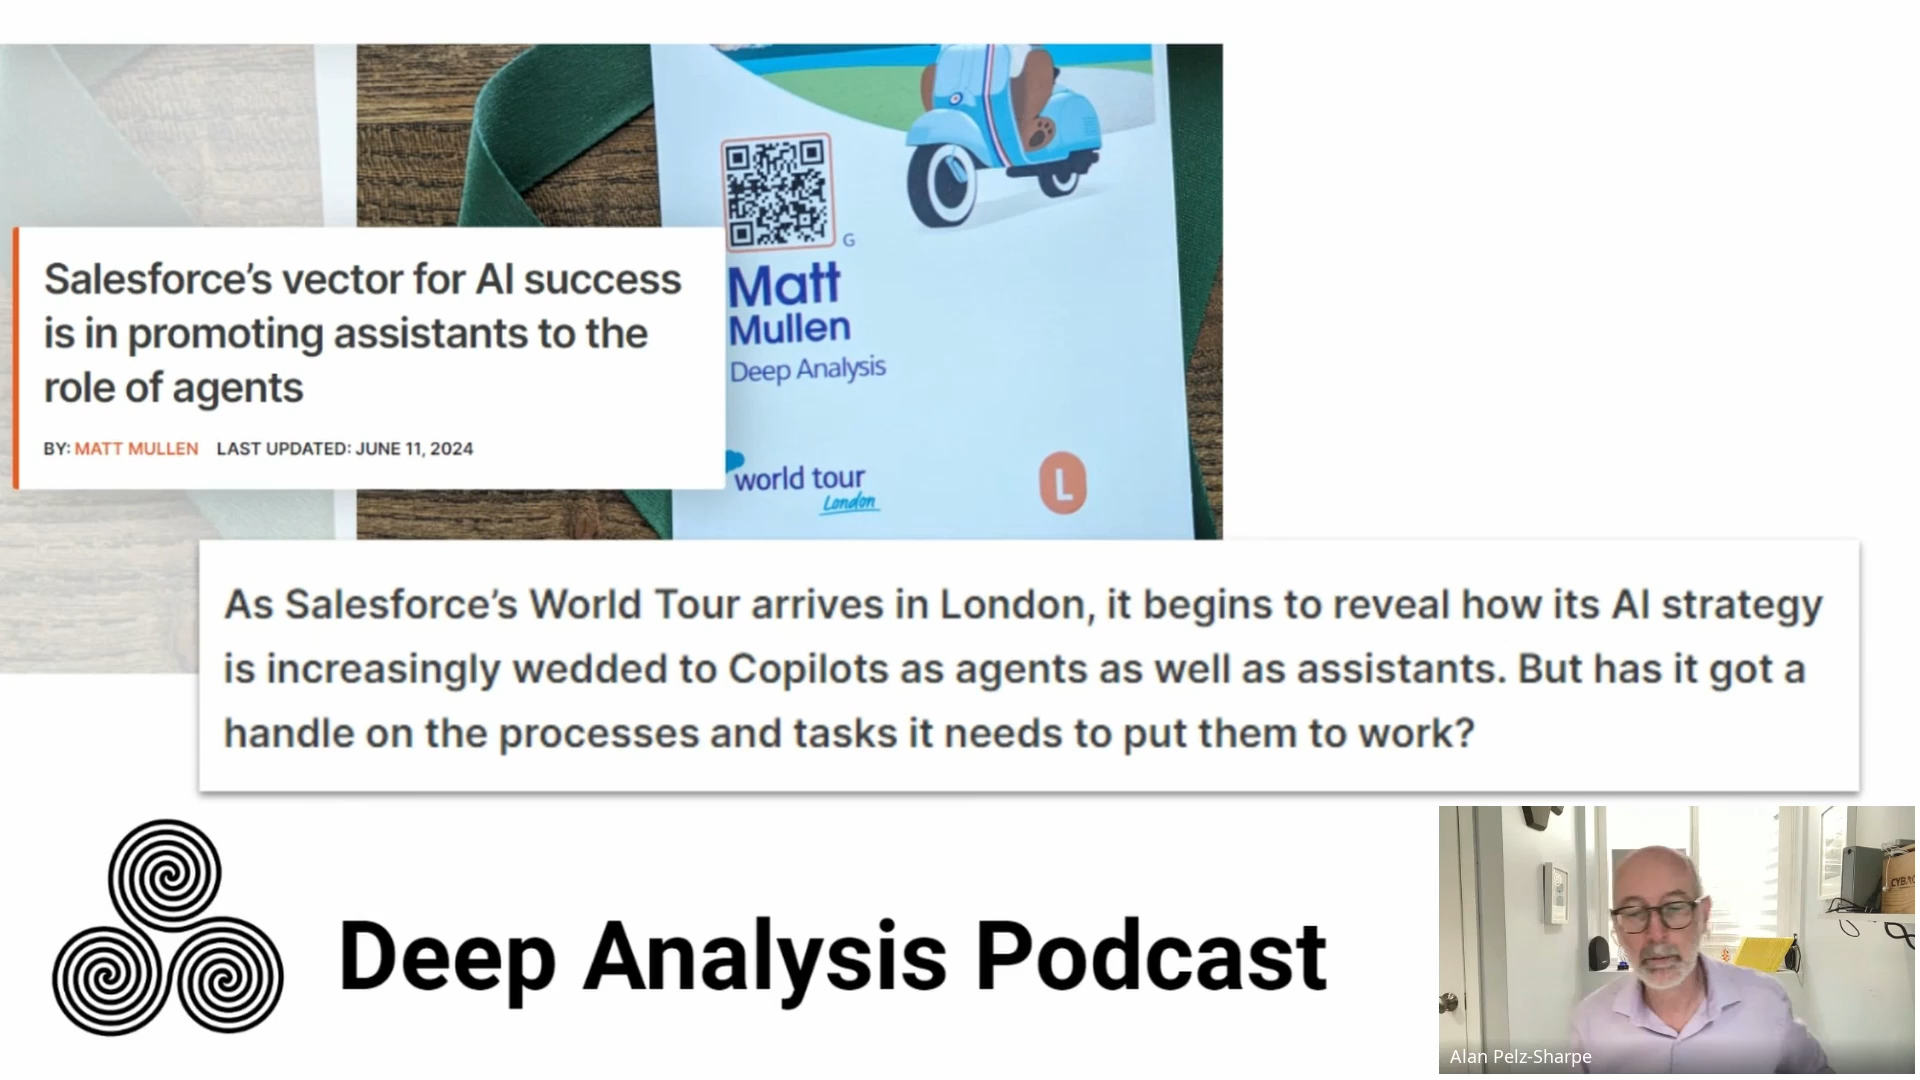 G
Matt
Mullen
Deep Analysis
world tour
London
L
Salesforce’s vector for AI success
is in promoting assistants to the
role of agents
BY: MATT MULLEN LAST UPDATED: JUNE 11, 2024
As Salesforce’s World Tour arrives in London, it begins to reveal how its AI strategy
is increasingly wedded to Copilots as agents as well as assistants. But has it got a
handle on the processes and tasks it needs to put them to work?
Deep Analysis Podcast
Alan Pelz-Sharpe